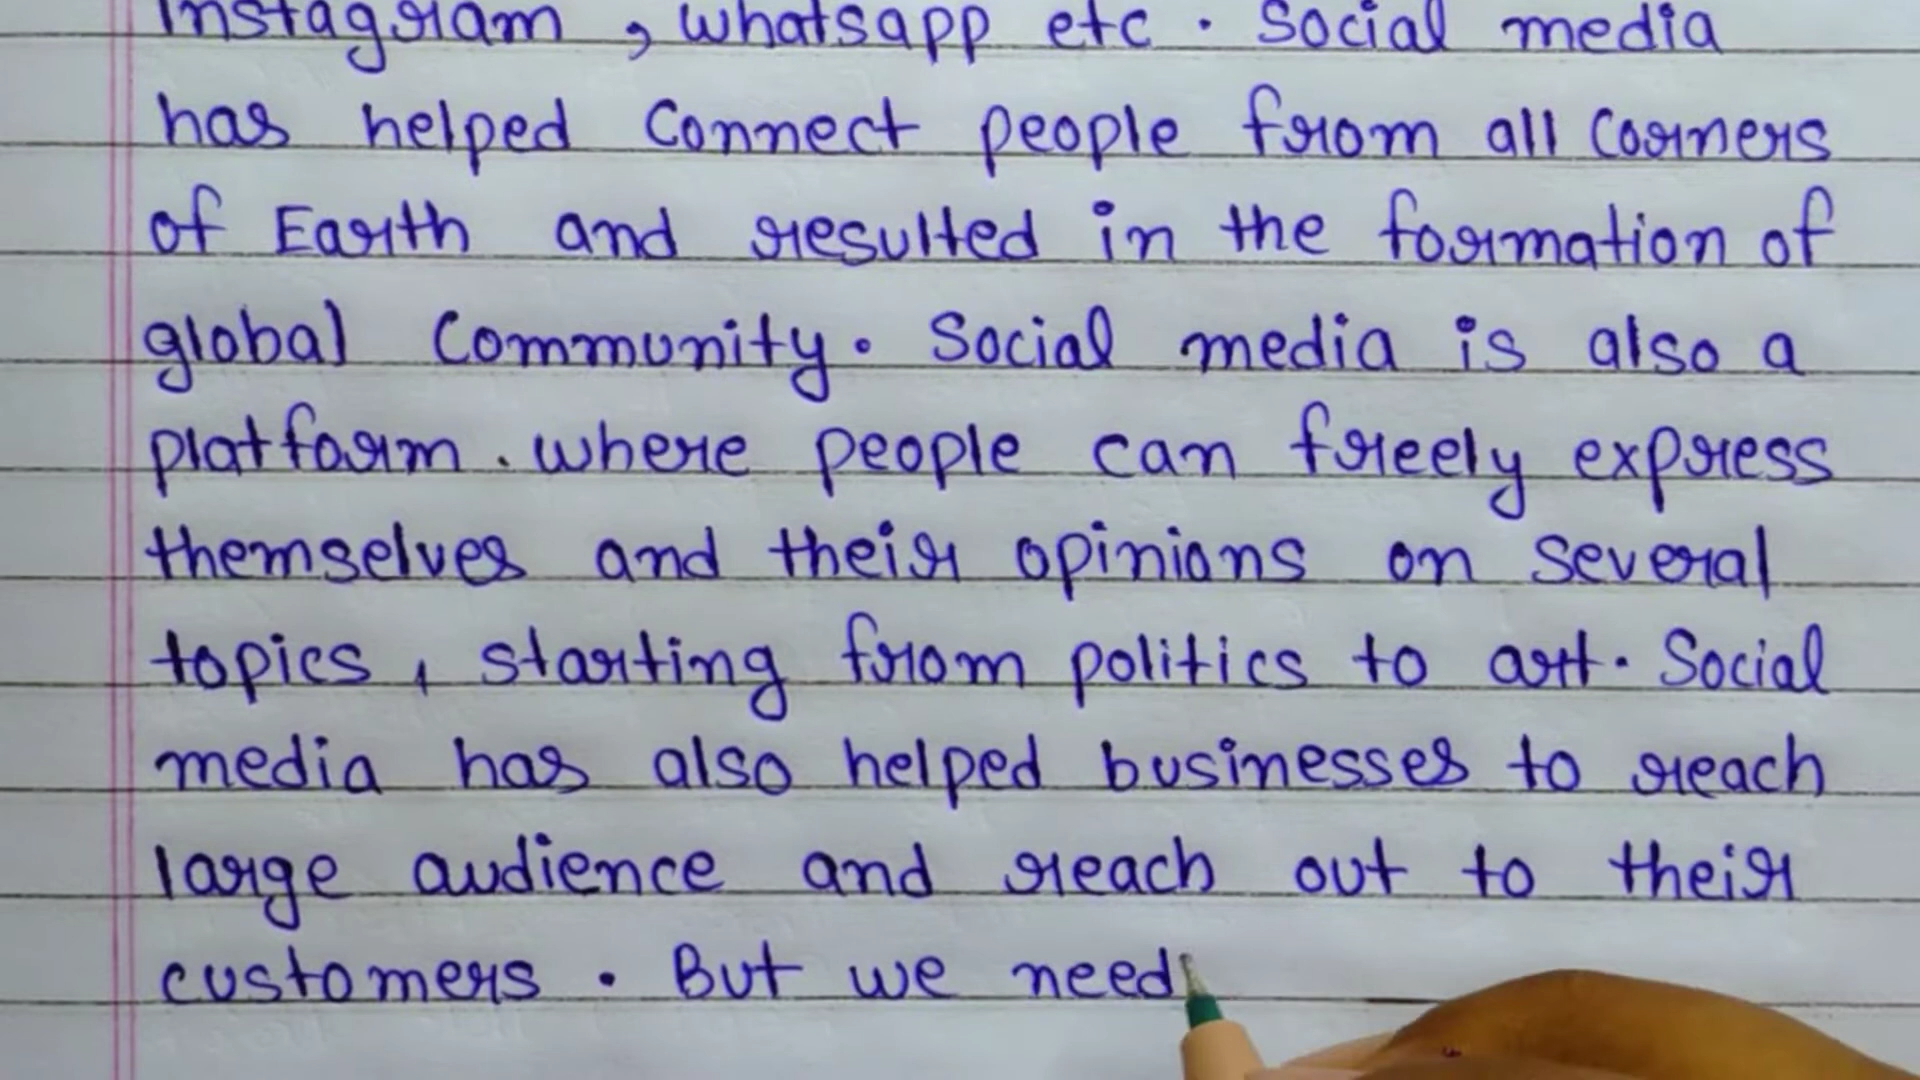 Instagram , whatsapp etc . Social media
has helped connect people from all corners
of Earth and resulted in the formation of
global community . Social media is also a
platform . where people can freely express
themselves and their opinions on several
topics , starting from politics to art . Social
media has also helped businesses to reach
large audience and reach out to their
customers . But we need